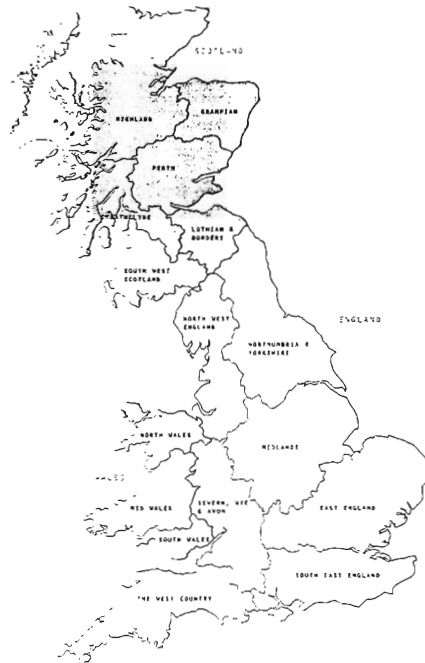 SCOTLAND
HIGHLAND
GRAMPIAN
PERTH
STRATHCLYDE
LOTHIAN &
BORDERS
SOUTH WEST
SCOTLAND
NORTH WEST
ENGLAND
ENGLAND
NORTHUMBRIA &
YORKSHIRE
NORTH WALES
MIDLANDS
WALES
MID WALES
SEVERN, WYE
& AVON
EAST ENGLAND
SOUTH WALES
SOUTH EAST ENGLAND
THE WEST COUNTRY